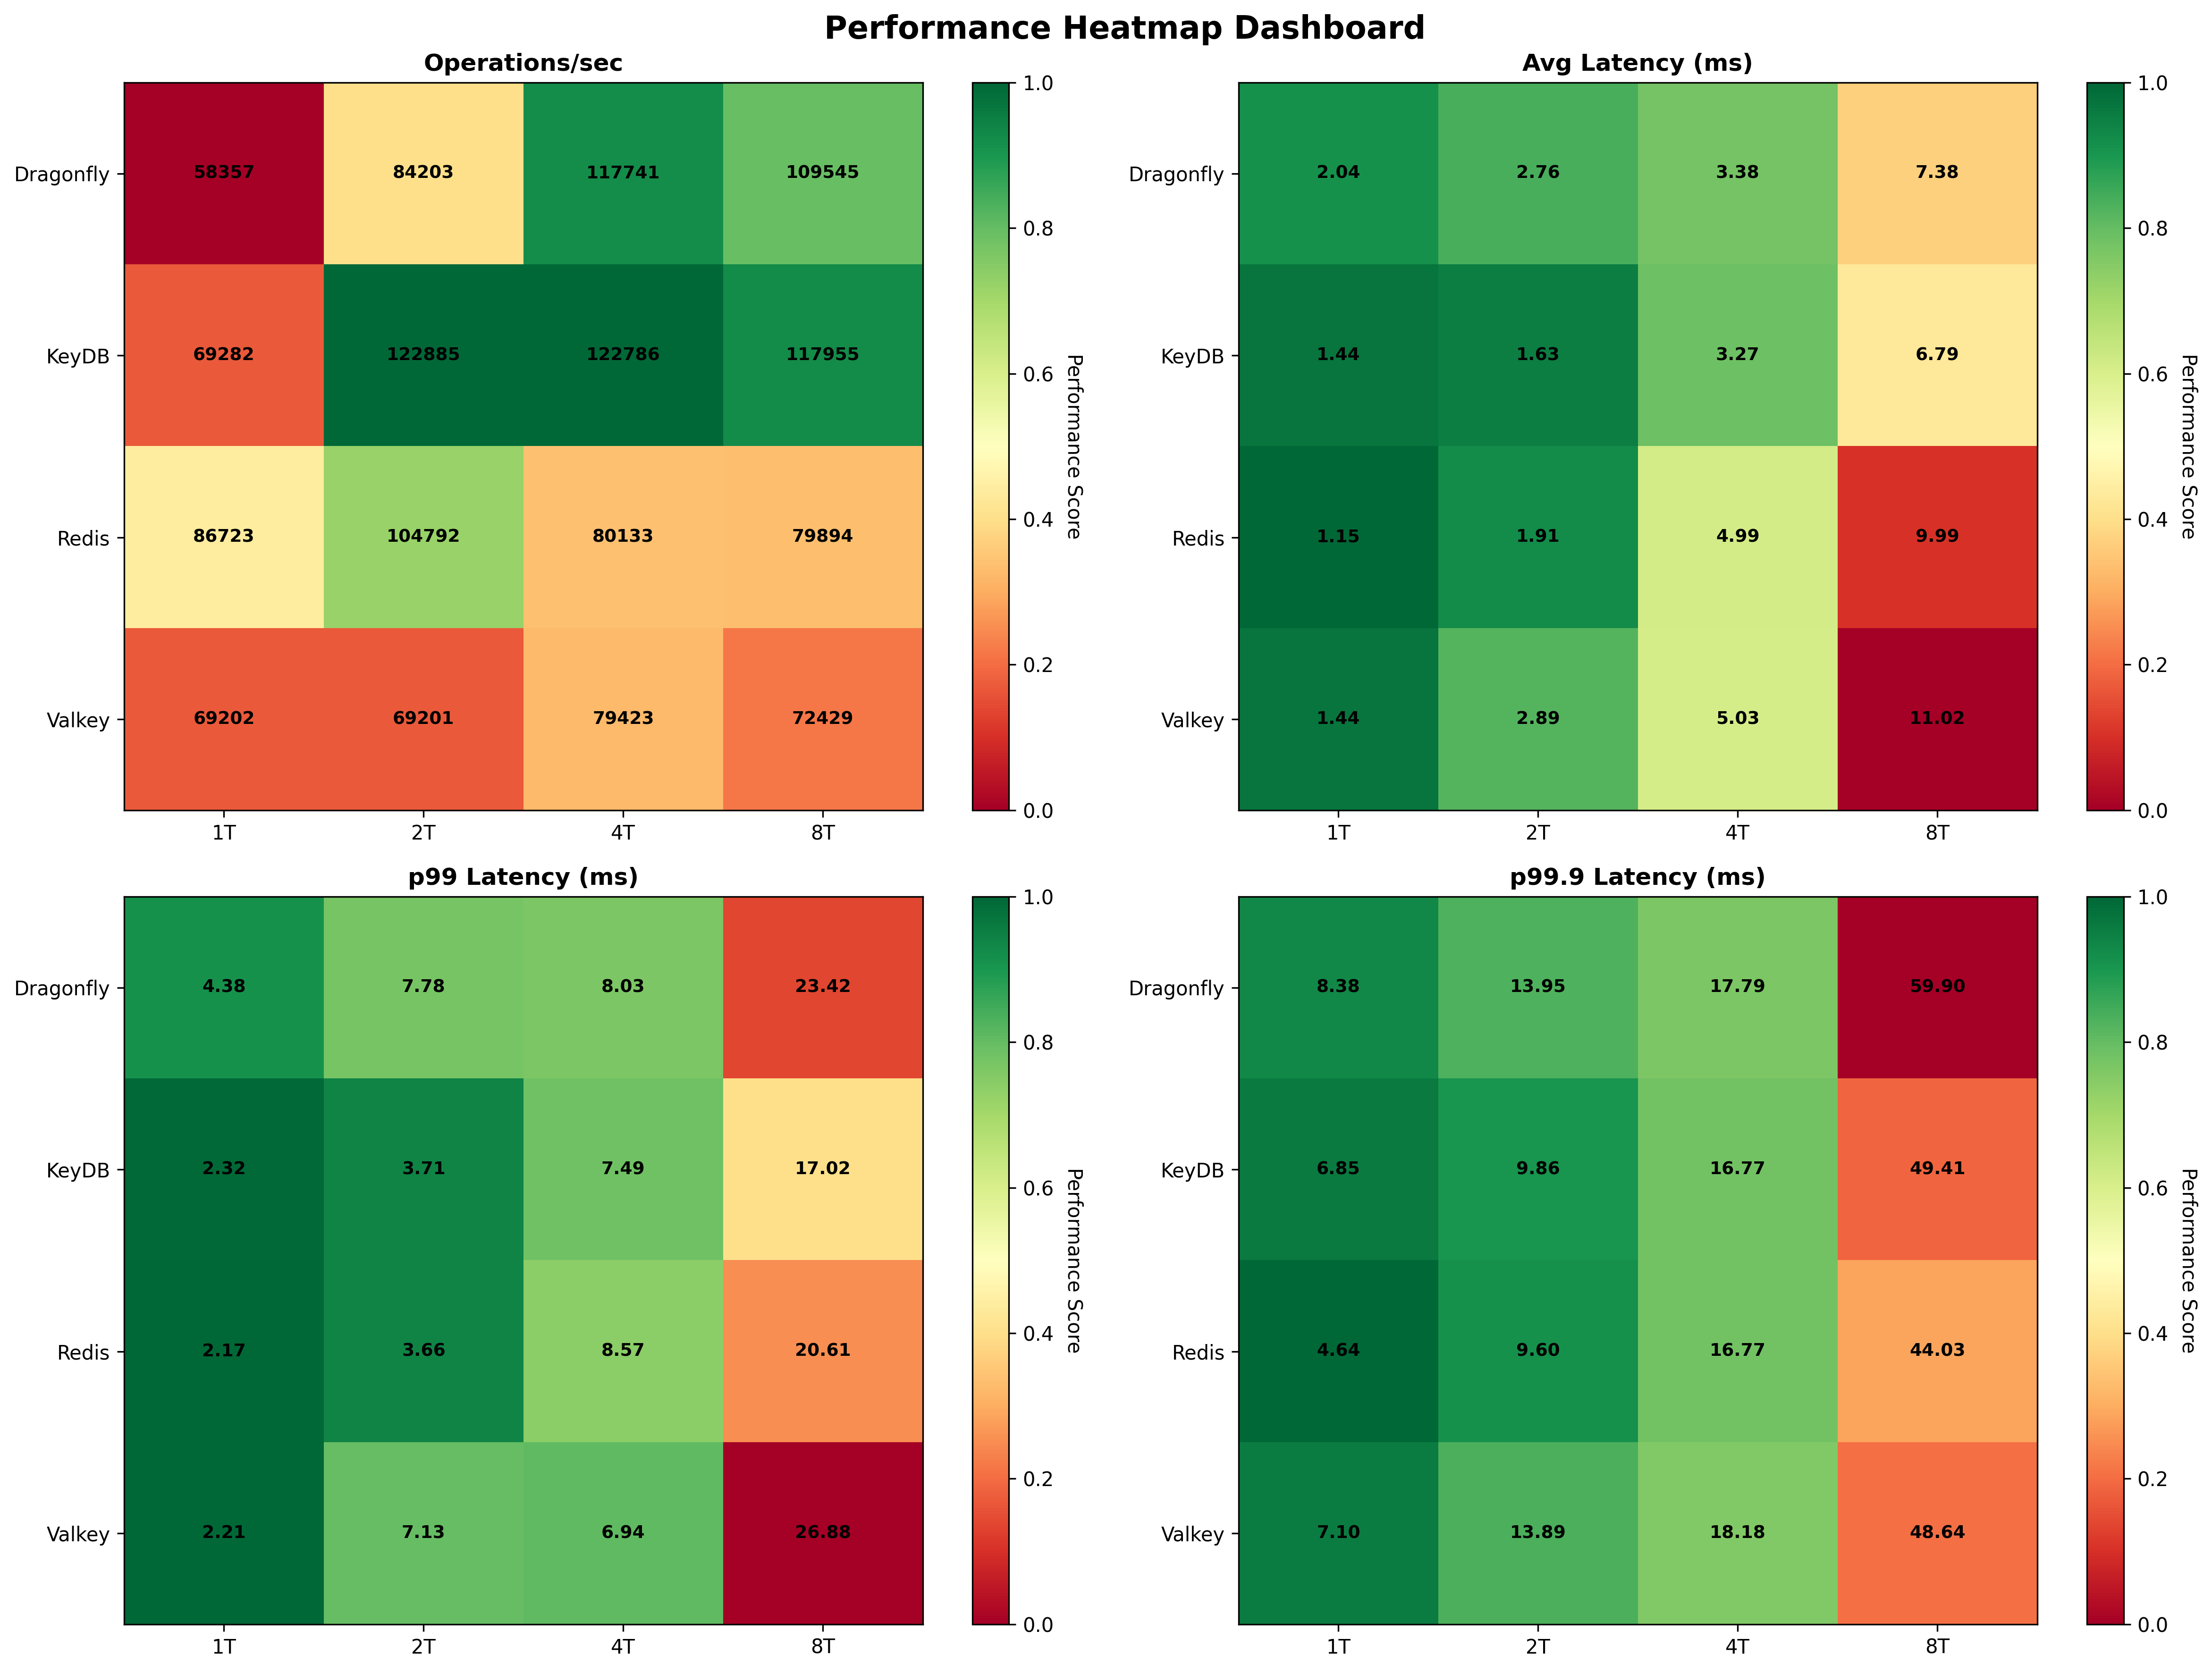 Performance Heatmap Dashboard
Operations/sec
Dragonfly 58357 84203 117741 109545
KeyDB 69282 122885 122786 117955
Redis 86723 104792 80133 79894
Valkey 69202 69201 79423 72429
1T 2T 4T 8T
1.0
0.8
0.6
0.4
0.2
0.0
Performance Score
Avg Latency (ms)
Dragonfly 2.04 2.76 3.38 7.38
KeyDB 1.44 1.63 3.27 6.79
Redis 1.15 1.91 4.99 9.99
Valkey 1.44 2.89 5.03 11.02
1T 2T 4T 8T
1.0
0.8
0.6
0.4
0.2
0.0
Performance Score
p99 Latency (ms)
Dragonfly 4.38 7.78 8.03 23.42
KeyDB 2.32 3.71 7.49 17.02
Redis 2.17 3.66 8.57 20.61
Valkey 2.21 7.13 6.94 26.88
1T 2T 4T 8T
1.0
0.8
0.6
0.4
0.2
0.0
Performance Score
p99.9 Latency (ms)
Dragonfly 8.38 13.95 17.79 59.90
KeyDB 6.85 9.86 16.77 49.41
Redis 4.64 9.60 16.77 44.03
Valkey 7.10 13.89 18.18 48.64
1T 2T 4T 8T
1.0
0.8
0.6
0.4
0.2
0.0
Performance Score